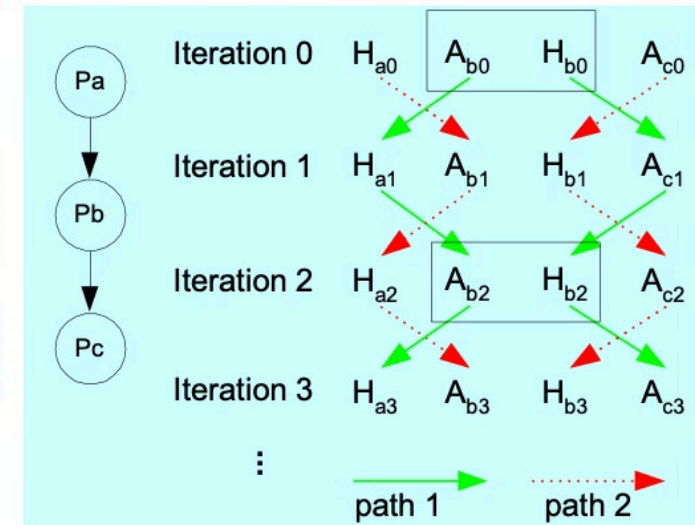 Pa
Pb
Pc
Iteration 0 Ha0 Ab0 Hb0 Ac0
Iteration 1 Ha1 Ab1 Hb1 Ac1
Iteration 2 Ha2 Ab2 Hb2 Ac2
Iteration 3 Ha3 Ab3 Hb3 Ac3
⋮
path 1 path 2